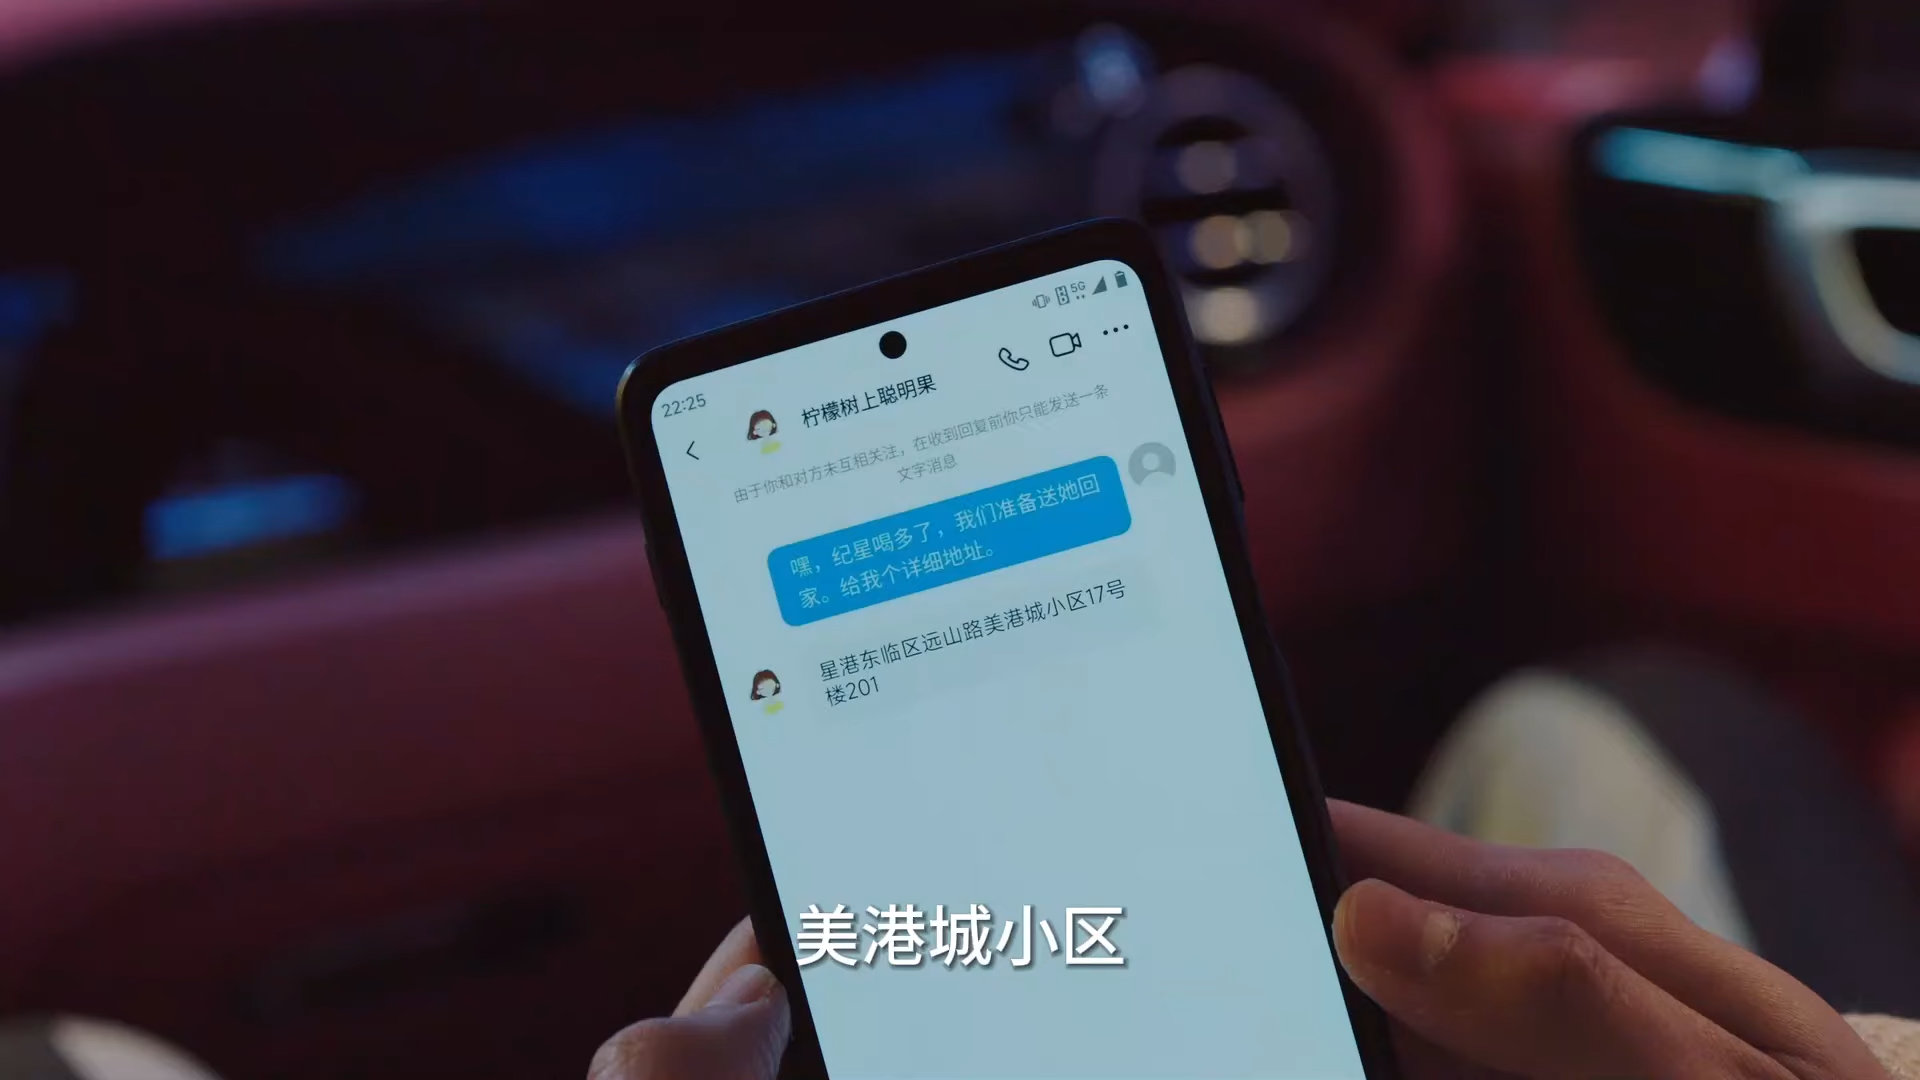 22:25
5G
柠檬树上聪明果
由于你和对方未互相关注，在收到回复前你只能发送一条
文字消息
嘿，纪星喝多了，我们准备送她回
家。给我个详细地址。
星港东临区远山路美港城小区17号
楼201
美港城小区